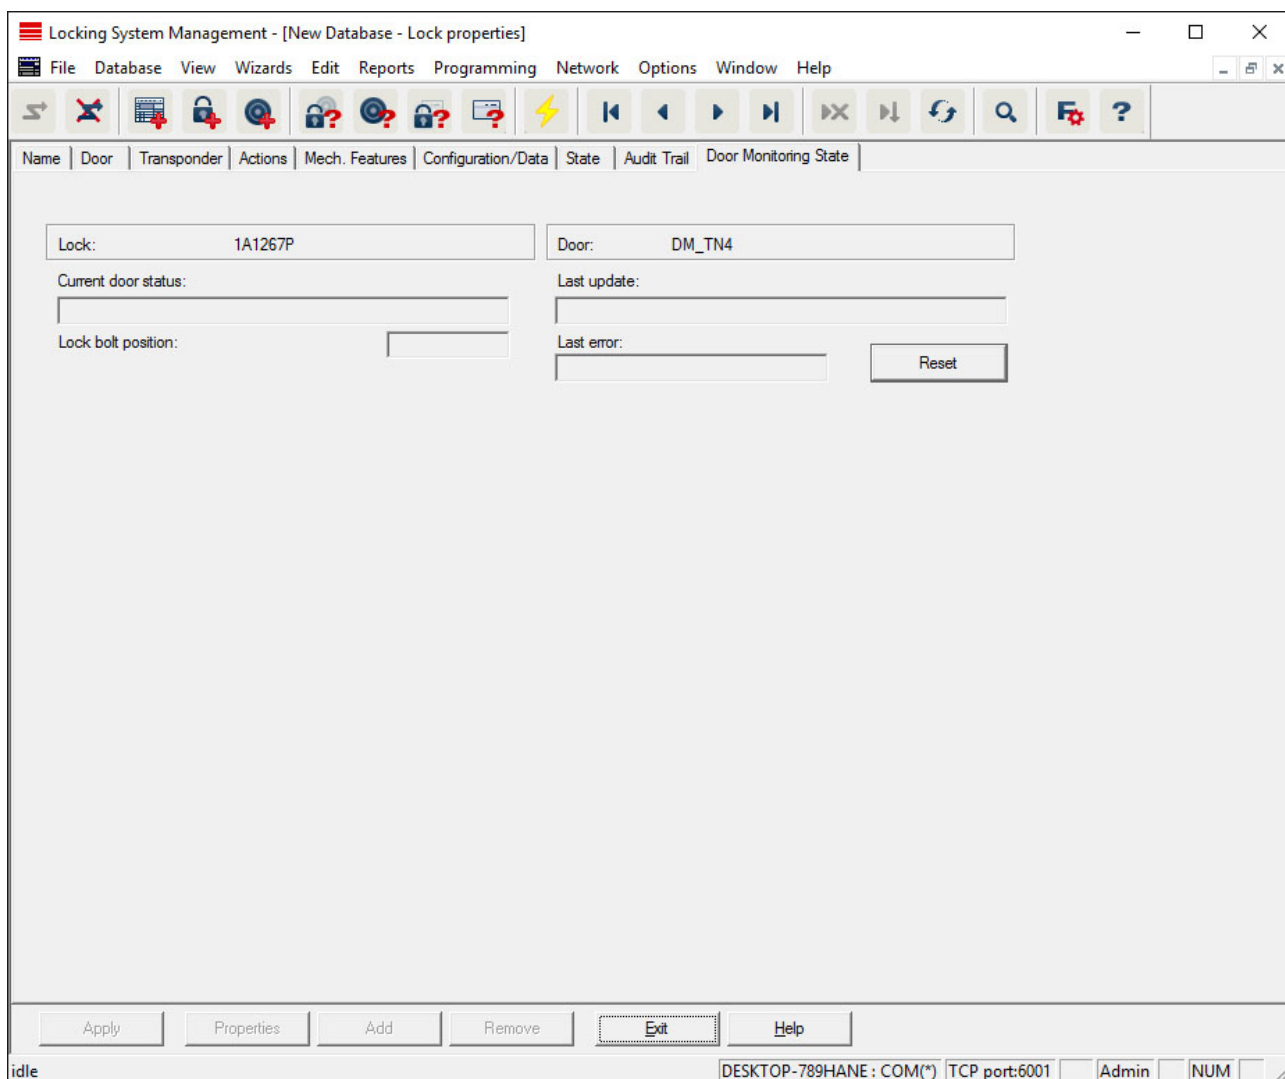 Locking System Management - [New Database - Lock properties]
File Database View Wizards Edit Reports Programming Network Options Window Help
Name Door Transponder Actions Mech. Features Configuration/Data State Audit Trail Door Monitoring State
Lock: 1A1267P Door: DM_TN4
Current door status: Last update:
Lock bolt position: Last error:
Reset
Apply Properties Add Remove Exit Help
idle DESKTOP-789HANE : COM(*) TCP port:6001 Admin NUM